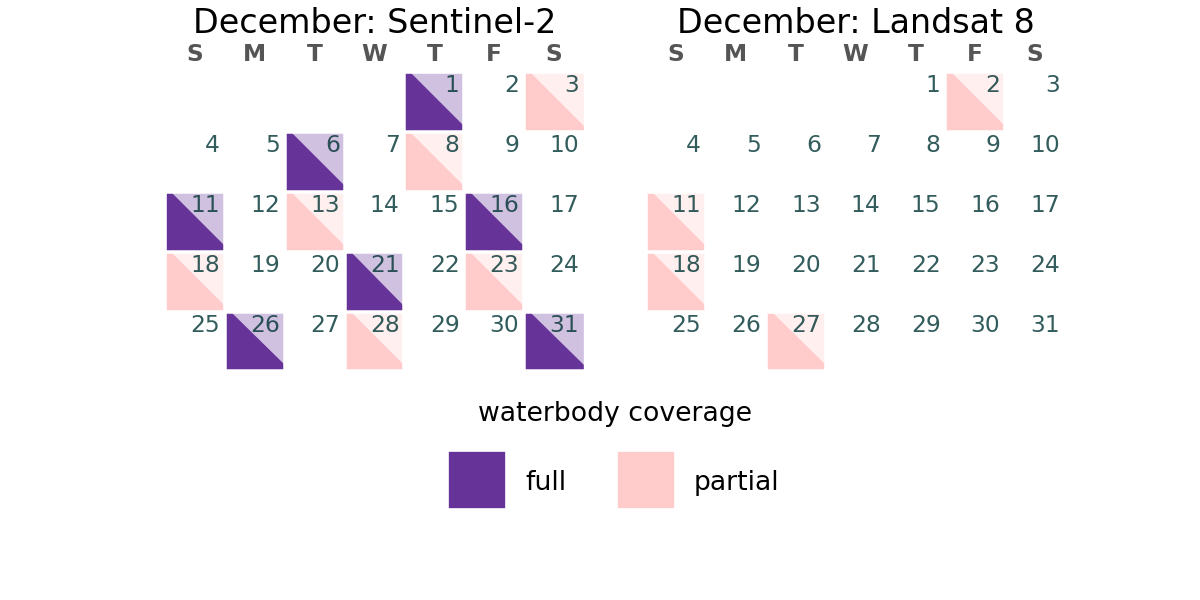 December: Sentinel-2
S M T W T F S
1 2 3
4 5 6 7 8 9 10
11 12 13 14 15 16 17
18 19 20 21 22 23 24
25 26 27 28 29 30 31
December: Landsat 8
S M T W T F S
1 2 3
4 5 6 7 8 9 10
11 12 13 14 15 16 17
18 19 20 21 22 23 24
25 26 27 28 29 30 31
waterbody coverage
full partial